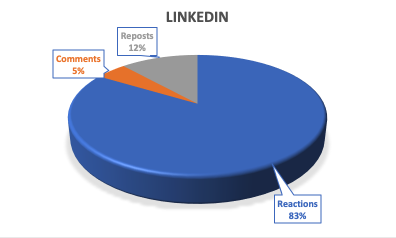 LINKEDIN
Reposts
12%
Comments
5%
Reactions
83%